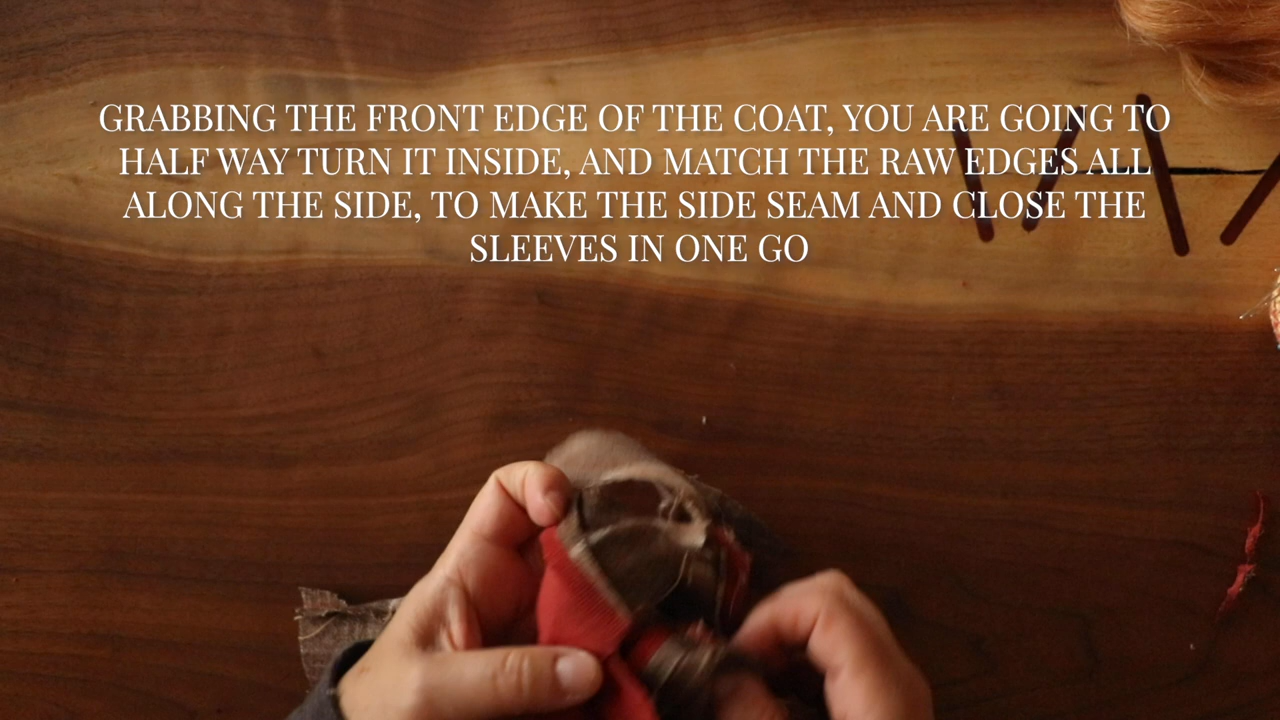 GRABBING THE FRONT EDGE OF THE COAT, YOU ARE GOING TO
HALF WAY TURN IT INSIDE, AND MATCH THE RAW EDGES ALL
ALONG THE SIDE, TO MAKE THE SIDE SEAM AND CLOSE THE
SLEEVES IN ONE GO